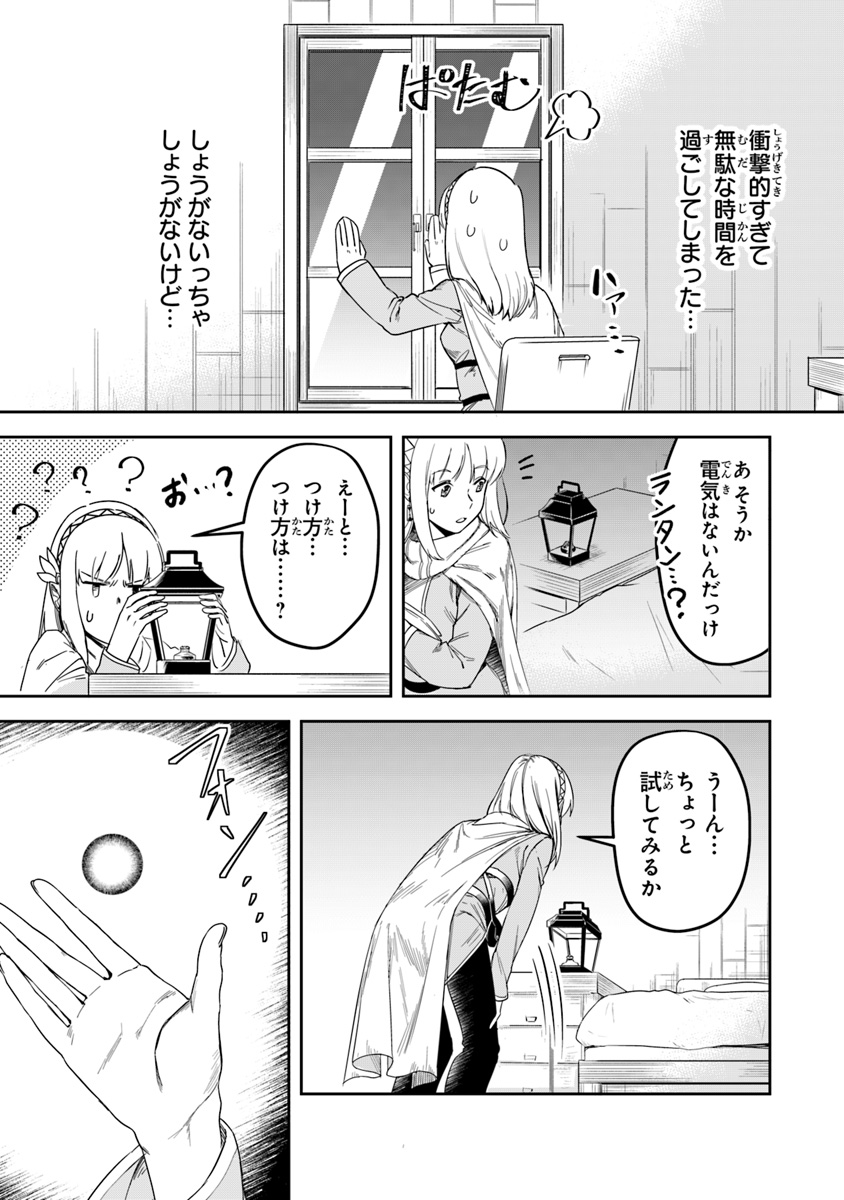 衝撃的すぎて
無駄な時間を
過ごしてしまった…
ぱたむ
ハァ…
しょうがないっちゃ
しょうがないけど…
あ そうか
電気はないんだっけ
ランタン…?
えーと…
つけ方…
つけ方は……?
お…?
うーん…
ちょっと
試してみるか
フォン